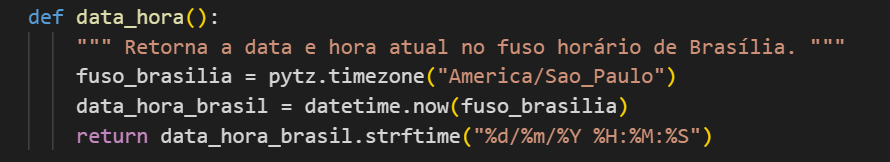 def data_hora():
""" Retorna a data e hora atual no fuso horário de Brasília. """
fuso_brasilia = pytz.timezone("America/Sao_Paulo")
data_hora_brasil = datetime.now(fuso_brasilia)
return data_hora_brasil.strftime("%d/%m/%Y %H:%M:%S")